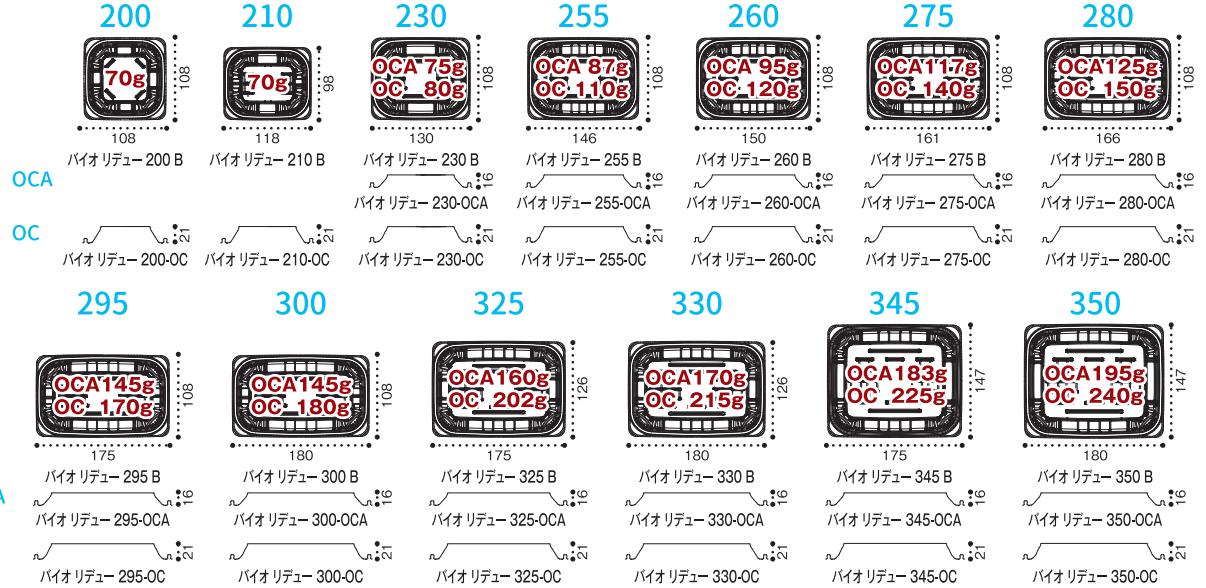 200 210 230 255 260 275 280
70g 70g OCA 75g OCA 87g OCA 95g OCA117g OCA125g
OC 80g OC 110g OC 120g OC 140g OC 150g
108 98 108 108 108 108 108
108 118 130 146 150 161 166
バイオ リデュー 200 B バイオ リデュー 210 B バイオ リデュー 230 B バイオ リデュー 255 B バイオ リデュー 260 B バイオ リデュー 275 B バイオ リデュー 280 B
OCA 16 16 16 16 16
バイオ リデュー 230-OCA バイオ リデュー 255-OCA バイオ リデュー 260-OCA バイオ リデュー 275-OCA バイオ リデュー 280-OCA
OC 21 21 21 21 21 21 21
バイオ リデュー 200-OC バイオ リデュー 210-OC バイオ リデュー 230-OC バイオ リデュー 255-OC バイオ リデュー 260-OC バイオ リデュー 275-OC バイオ リデュー 280-OC
295 300 325 330 345 350
OCA145g OCA145g OCA160g OCA170g OCA183g OCA195g
OC 170g OC 180g OC 202g OC 215g OC 225g OC 240g
108 108 126 126 147 147
175 180 175 180 175 180
バイオ リデュー 295 B バイオ リデュー 300 B バイオ リデュー 325 B バイオ リデュー 330 B バイオ リデュー 345 B バイオ リデュー 350 B
A 16 16 16 16 16 16
バイオ リデュー 295-OCA バイオ リデュー 300-OCA バイオ リデュー 325-OCA バイオ リデュー 330-OCA バイオ リデュー 345-OCA バイオ リデュー 350-OCA
21 21 21 21 21 21
バイオ リデュー 295-OC バイオ リデュー 300-OC バイオ リデュー 325-OC バイオ リデュー 330-OC バイオ リデュー 345-OC バイオ リデュー 350-OC